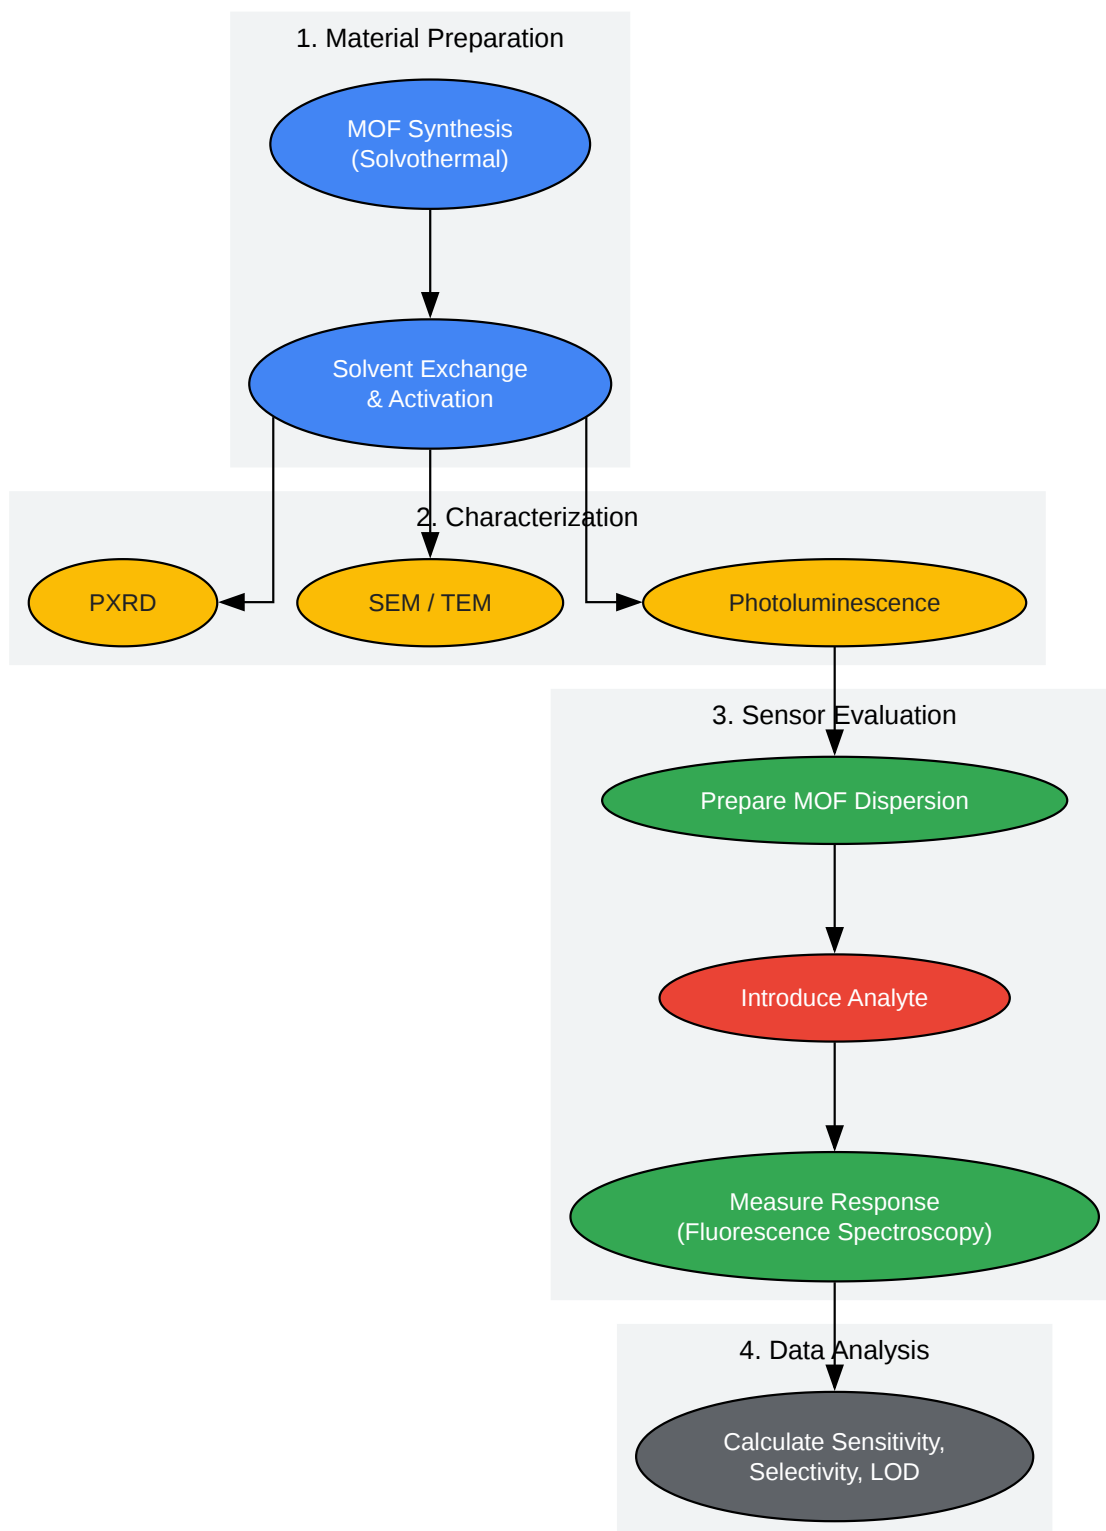 1. Material Preparation
MOF Synthesis
(Solvothermal)
Solvent Exchange
& Activation
2. Characterization
PXRD
SEM / TEM
Photoluminescence
3. Sensor Evaluation
Prepare MOF Dispersion
Introduce Analyte
Measure Response
(Fluorescence Spectroscopy)
4. Data Analysis
Calculate Sensitivity,
Selectivity, LOD